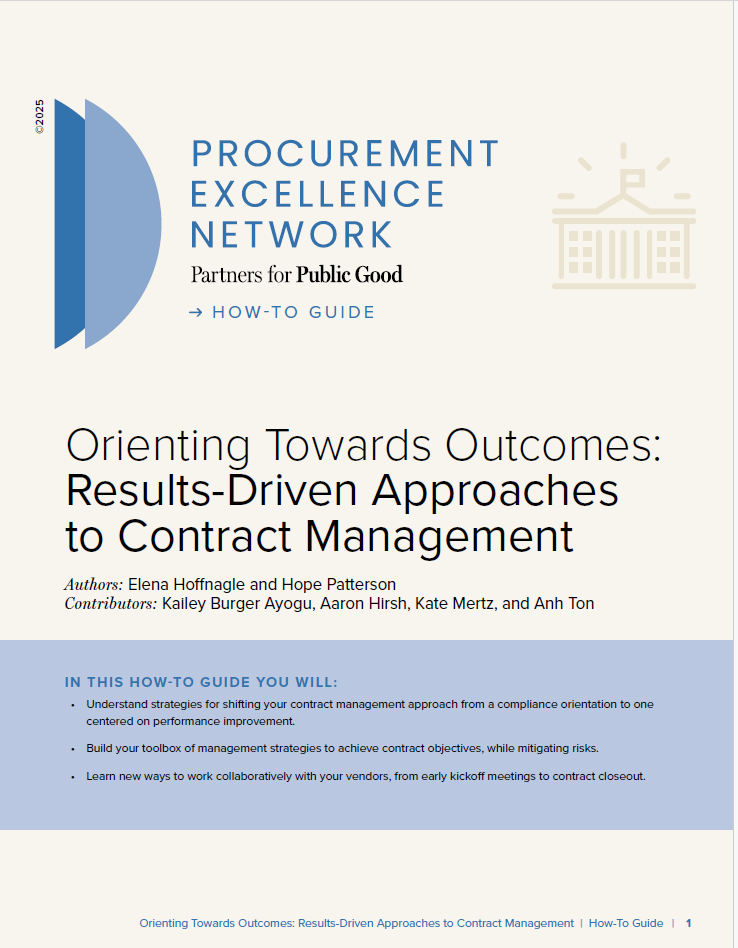 ©2025
PROCUREMENT
EXCELLENCE
NETWORK
Partners for Public Good
→ HOW-TO GUIDE
Orienting Towards Outcomes:
Results-Driven Approaches
to Contract Management
Authors: Elena Hoffnagle and Hope Patterson
Contributors: Kailey Burger Ayogu, Aaron Hirsh, Kate Mertz, and Anh Ton
IN THIS HOW-TO GUIDE YOU WILL:
• Understand strategies for shifting your contract management approach from a compliance orientation to one
centered on performance improvement.
• Build your toolbox of management strategies to achieve contract objectives, while mitigating risks.
• Learn new ways to work collaboratively with your vendors, from early kickoff meetings to contract closeout.
Orienting Towards Outcomes: Results-Driven Approaches to Contract Management | How-To Guide | 1